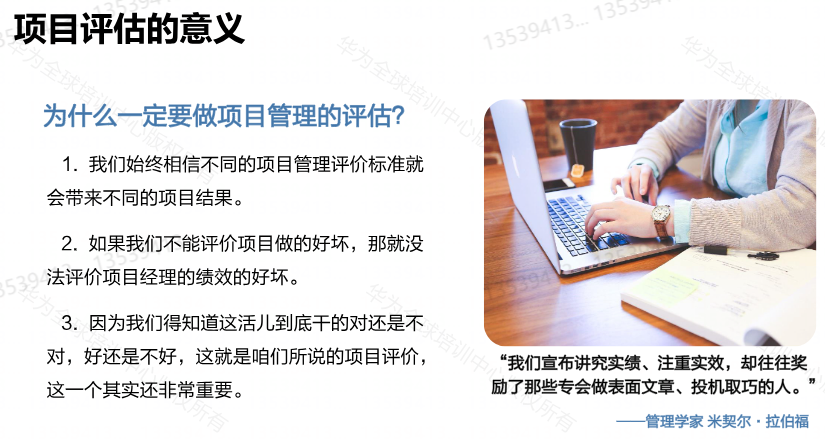 项目评估的意义
为什么一定要做项目管理的评估?
1. 我们始终相信不同的项目管理评价标准就
会带来不同的项目结果。
2. 如果我们不能评价项目做的好坏，那就没
法评价项目经理的绩效的好坏。
3. 因为我们得知道这活儿到底干的对还是不
对，好还是不好，这就是咱们所说的项目评价，
这一个其实还非常重要。
“我们宣布讲究实绩、注重实效，却往往奖
励了那些专会做表面文章、投机取巧的人。”
——管理学家 米契尔·拉伯福
13539413... 13539413...
华为全球培训中心版权所有